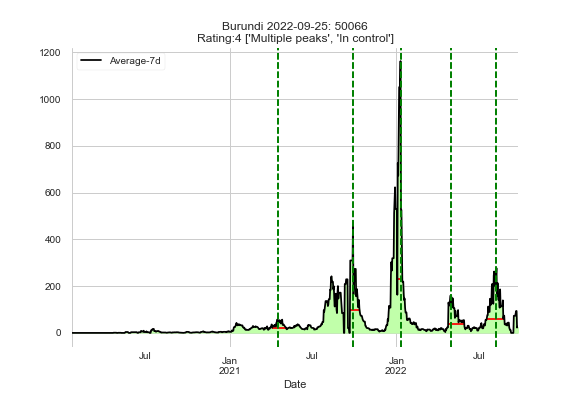 Burundi 2022-09-25: 50066
Rating:4 ['Multiple peaks', 'In control']
Average-7d
1200
1000
800
600
400
200
0
Jul
Jan
2021
Jul
Jan
2022
Jul
Date